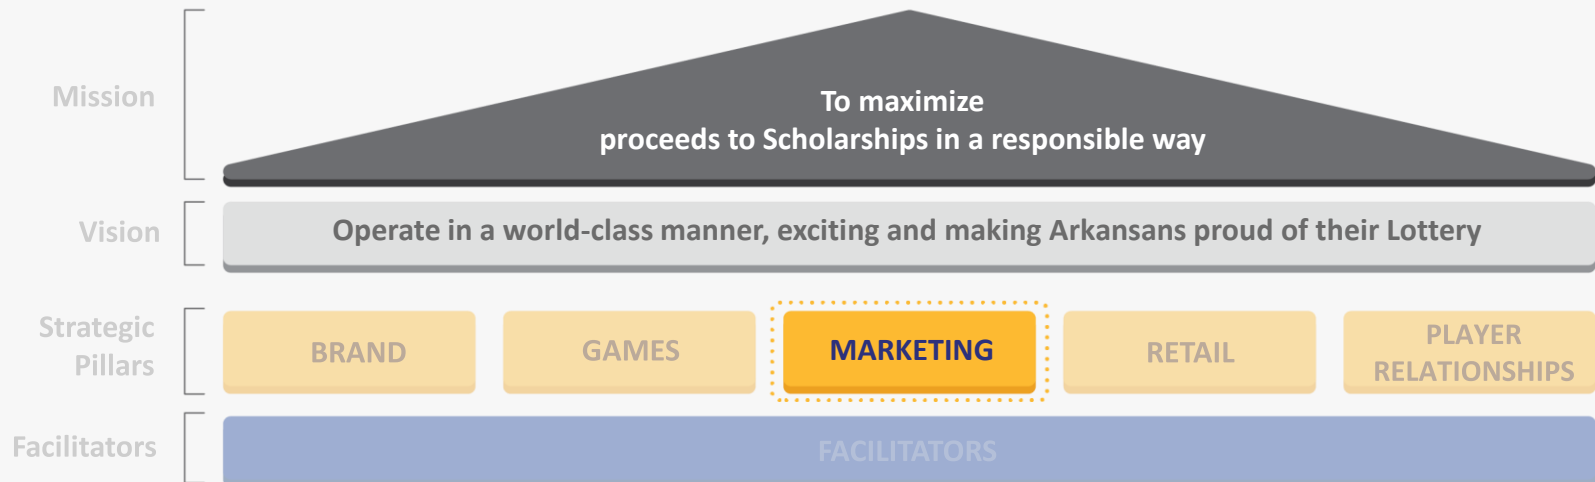 Mission
To maximize
proceeds to Scholarships in a responsible way
Vision
Operate in a world-class manner, exciting and making Arkansans proud of their Lottery
Strategic
Pillars
BRAND
GAMES
MARKETING
RETAIL
PLAYER
RELATIONSHIPS
Facilitators
FACILITATORS